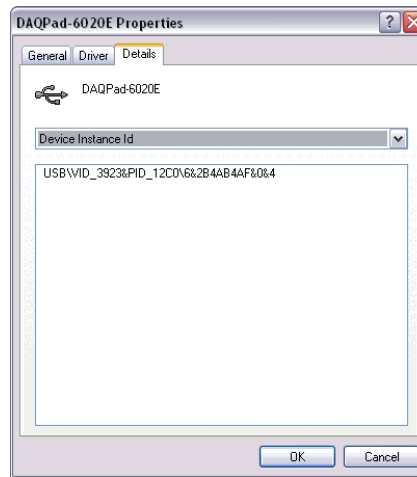 DAQPad-6020E Properties
General Driver Details
DAQPad-6020E
Device Instance Id
USB\VID_3923&PID_12C0\6&2B4AB4AF&0&4
OK Cancel